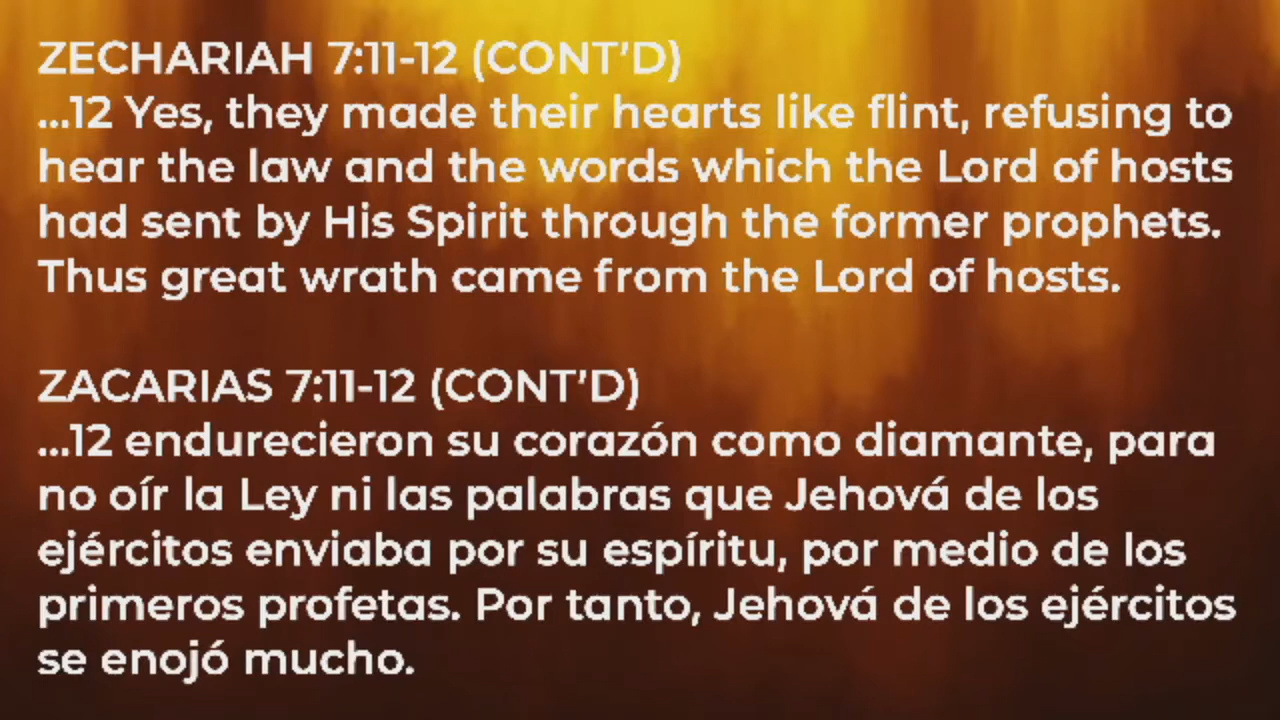 ZECHARIAH 7:11-12 (CONT'D)
...12 Yes, they made their hearts like flint, refusing to
hear the law and the words which the Lord of hosts
had sent by His Spirit through the former prophets.
Thus great wrath came from the Lord of hosts.
ZACARIAS 7:11-12 (CONT'D)
...12 endurecieron su corazón como diamante, para
no oír la Ley ni las palabras que Jehová de los
ejércitos enviaba por su espíritu, por medio de los
primeros profetas. Por tanto, Jehová de los ejércitos
se enojó mucho.